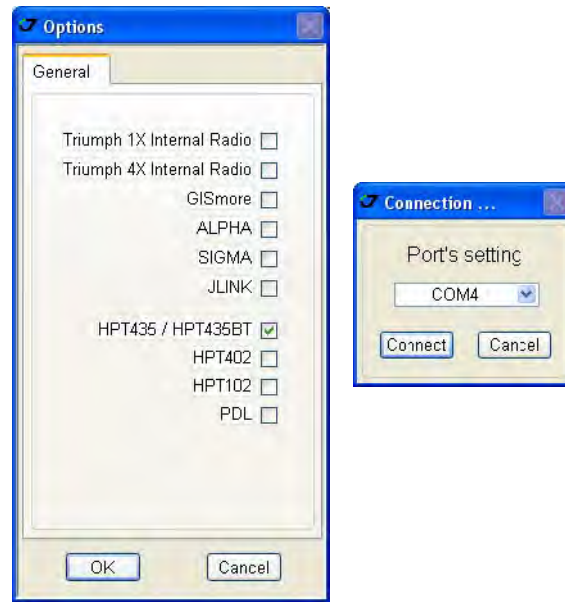 Options
General
Triumph 1X Internal Radio
Triumph 4X Internal Radio
GISmore
ALPHA
SIGMA
JLINK
HPT435 / HPT435BT
HPT402
HPT102
PDL
OK Cancel
Connection ...
Port's setting
COM4
Connect Cancel